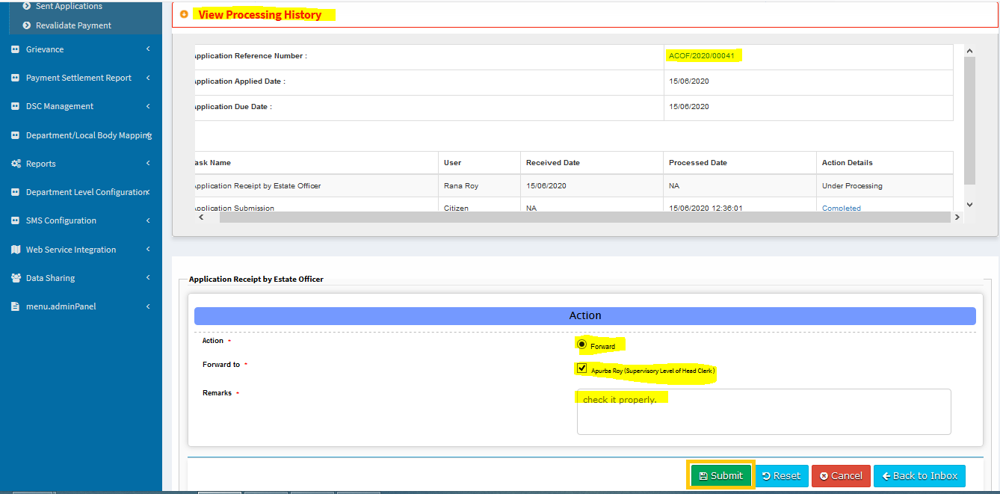 Sent Applications
Revalidate Payment
Grievance
Payment Settlement Report
DSC Management
Department/Local Body Mapping
Reports
Department Level Configuration
SMS Configuration
Web Service Integration
Data Sharing
menu.adminPanel
View Processing History
Application Reference Number : ACOF/2020/00041
Application Applied Date : 15/06/2020
Application Due Date : 15/06/2020
ask Name User Received Date Processed Date Action Details
Application Receipt by Estate Officer Rana Roy 15/06/2020 NA Under Processing
Application Submission Citizen NA 15/06/2020 12:36:01 Completed
Application Receipt by Estate Officer
Action
Action * Forward
Forward to * Apurba Roy (Supervisory Level of Head Clerk )
Remarks * check it properly.
Submit Reset Cancel Back to Inbox